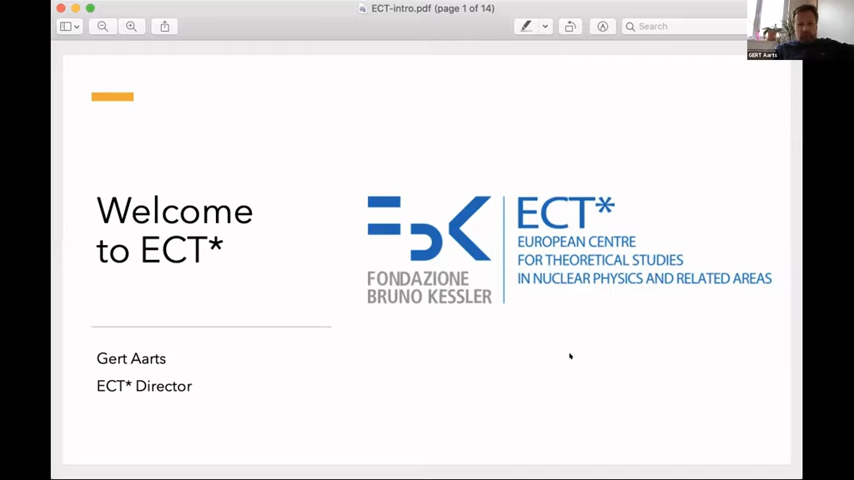 ECT-intro.pdf (page 1 of 14)
Search
GERT Aarts
Welcome
to ECT*
FONDAZIONE
BRUNO KESSLER
ECT*
EUROPEAN CENTRE
FOR THEORETICAL STUDIES
IN NUCLEAR PHYSICS AND RELATED AREAS
Gert Aarts
ECT* Director